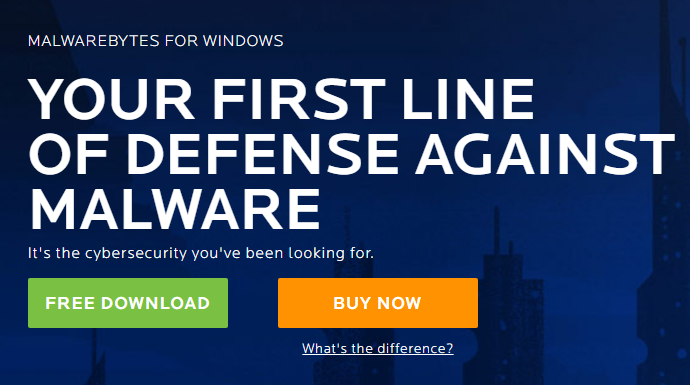 MALWAREBYTES FOR WINDOWS
YOUR FIRST LINE
OF DEFENSE AGAINST
MALWARE
It's the cybersecurity you've been looking for.
FREE DOWNLOAD
BUY NOW
What's the difference?